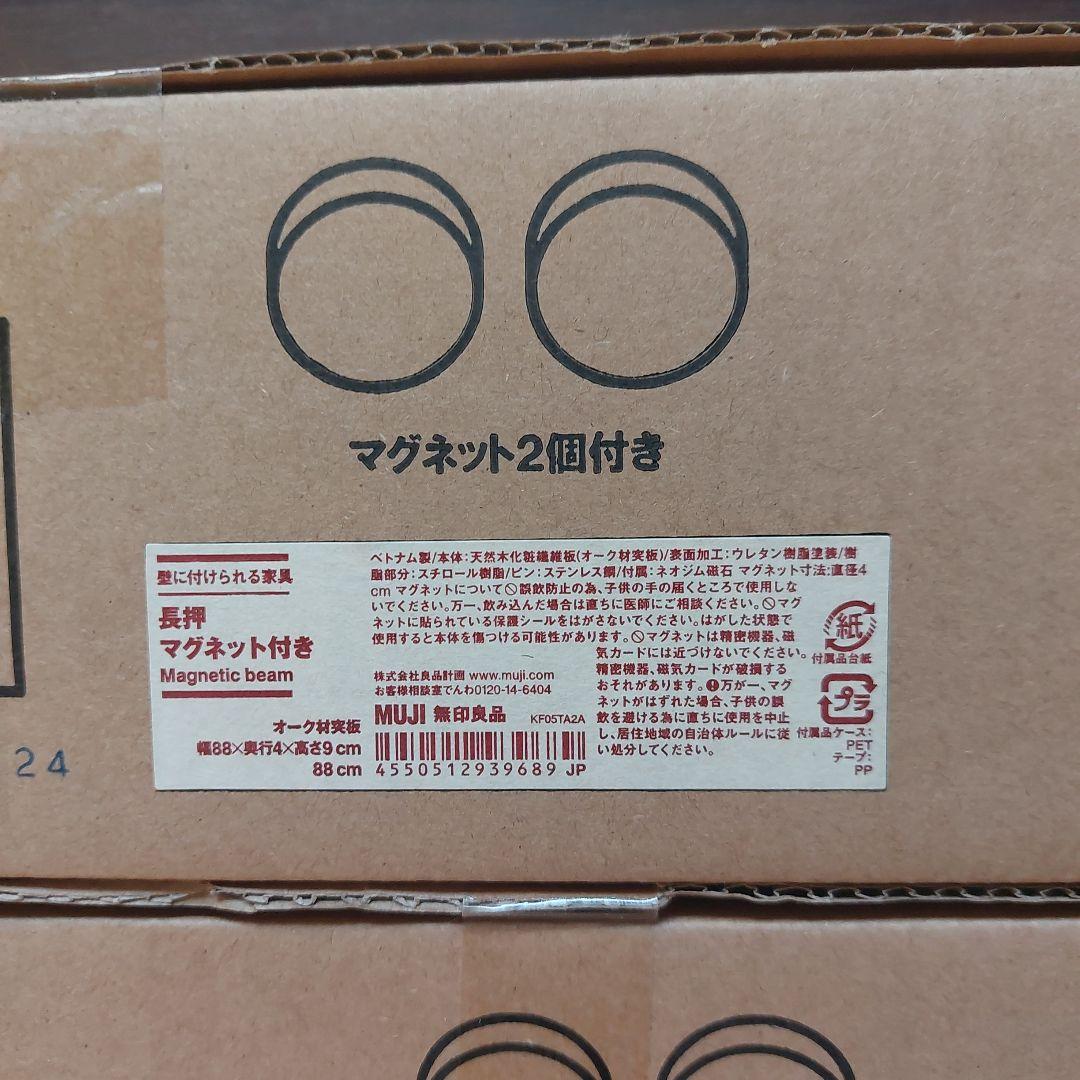 マグネット2個付き
壁に付けられる家具
長押
マグネット付き
Magnetic beam
オーク材突板
幅88×奥行4×高さ9cm
88cm
ベトナム製/本体:天然木化粧繊維板(オーク材突板)/表面加工:ウレタン樹脂塗装/樹
脂部分:スチロール樹脂/ピン:ステンレス鋼/付属:ネオジム磁石 マグネット寸法:直径4
cm マグネットについて🚫誤飲防止の為、子供の手の届くところで使用しな
いでください。万一、飲み込んだ場合は直ちに医師にご相談ください。🚫マグ
ネットに貼られている保護シールをはがさないでください。はがした状態で
使用すると本体を傷つける可能性があります。🚫マグネットは精密機器、磁
気カードには近づけないでください。
精密機器、磁気カードが破損する
おそれがあります。❗万が一、マグ
ネットがはずれた場合、子供の誤
飲を避ける為に直ちに使用を中止
し、居住地域の自治体ルールに従
い処分してください。
株式会社良品計画 www.muji.com
お客様相談室でんわ0120-14-6404
MUJI 無印良品 KF05TA2A
4550512939689 JP
紙
付属品台紙
プラ
付属品ケース:
PET
テープ:
PP
24